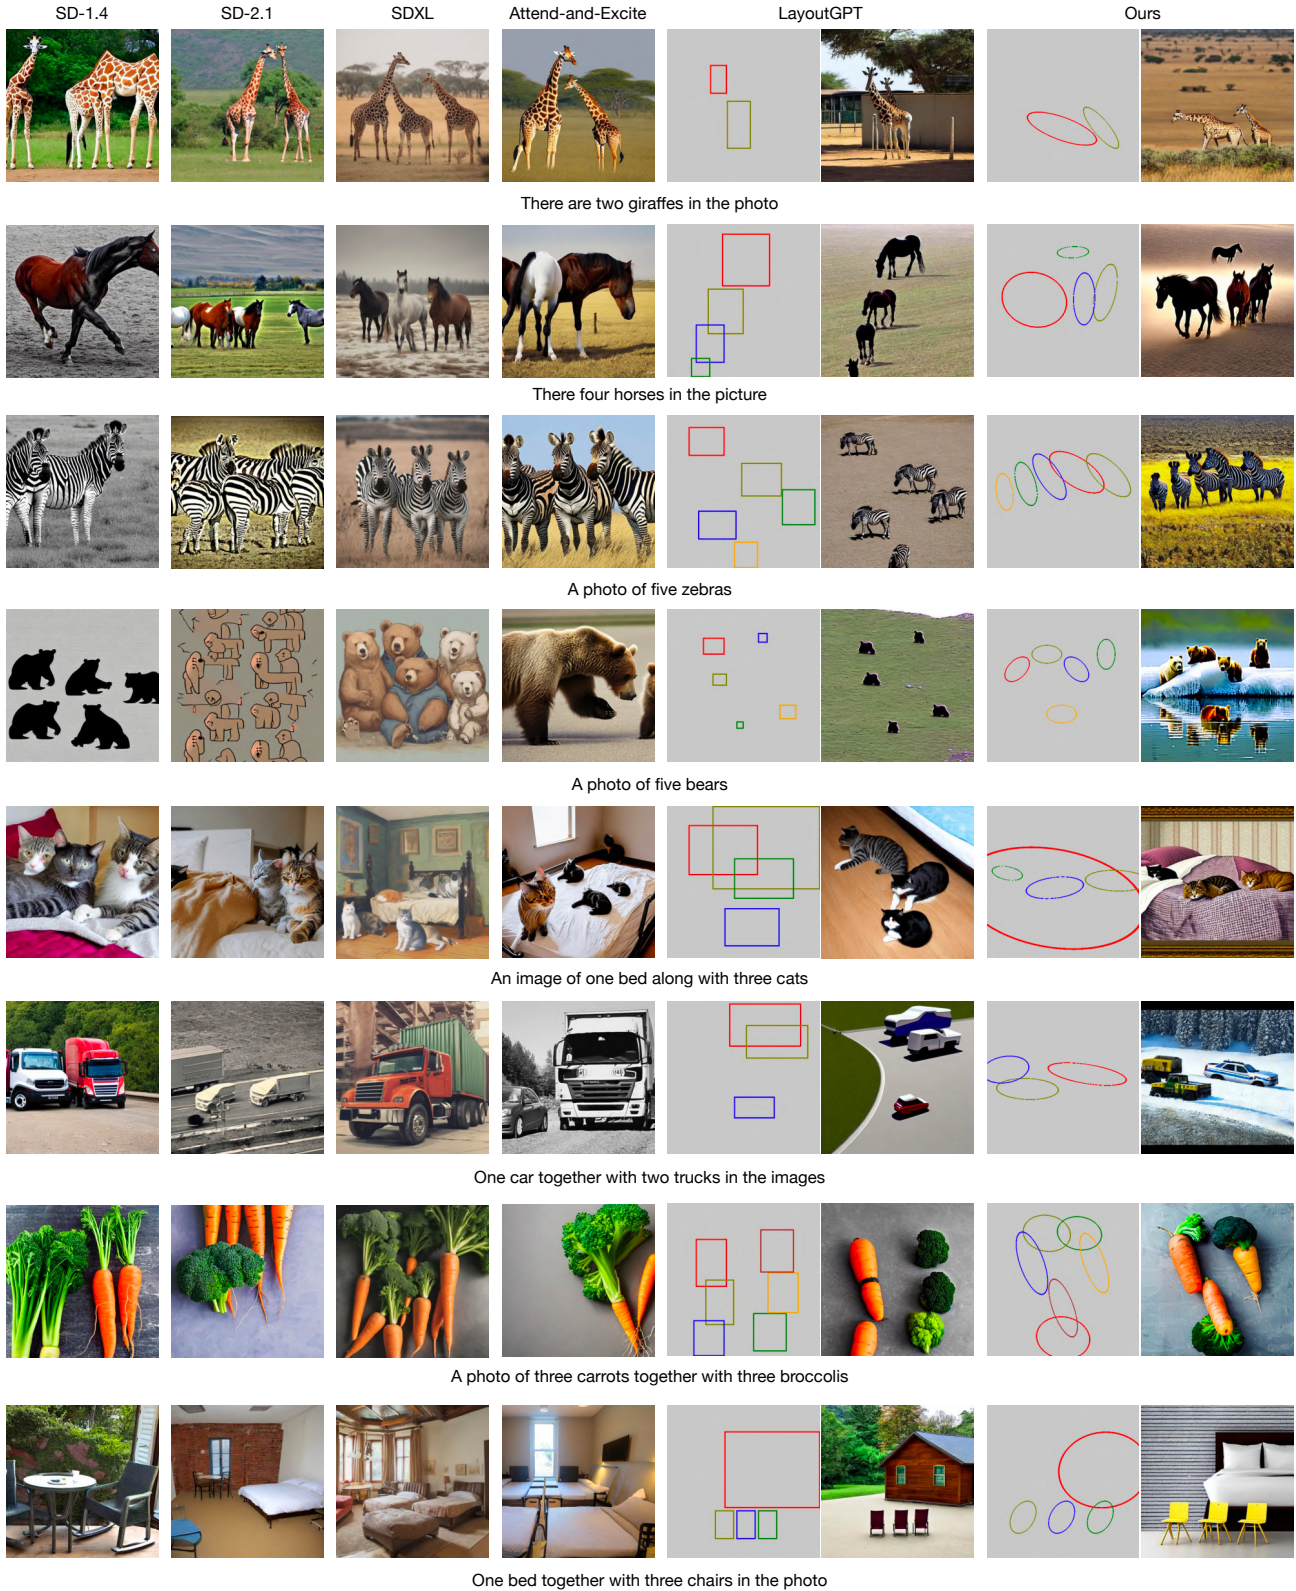 SD-1.4 SD-2.1 SDXL Attend-and-Excite LayoutGPT Ours
There are two giraffes in the photo
There four horses in the picture
A photo of five zebras
A photo of five bears
An image of one bed along with three cats
One car together with two trucks in the images
A photo of three carrots together with three broccolis
One bed together with three chairs in the photo